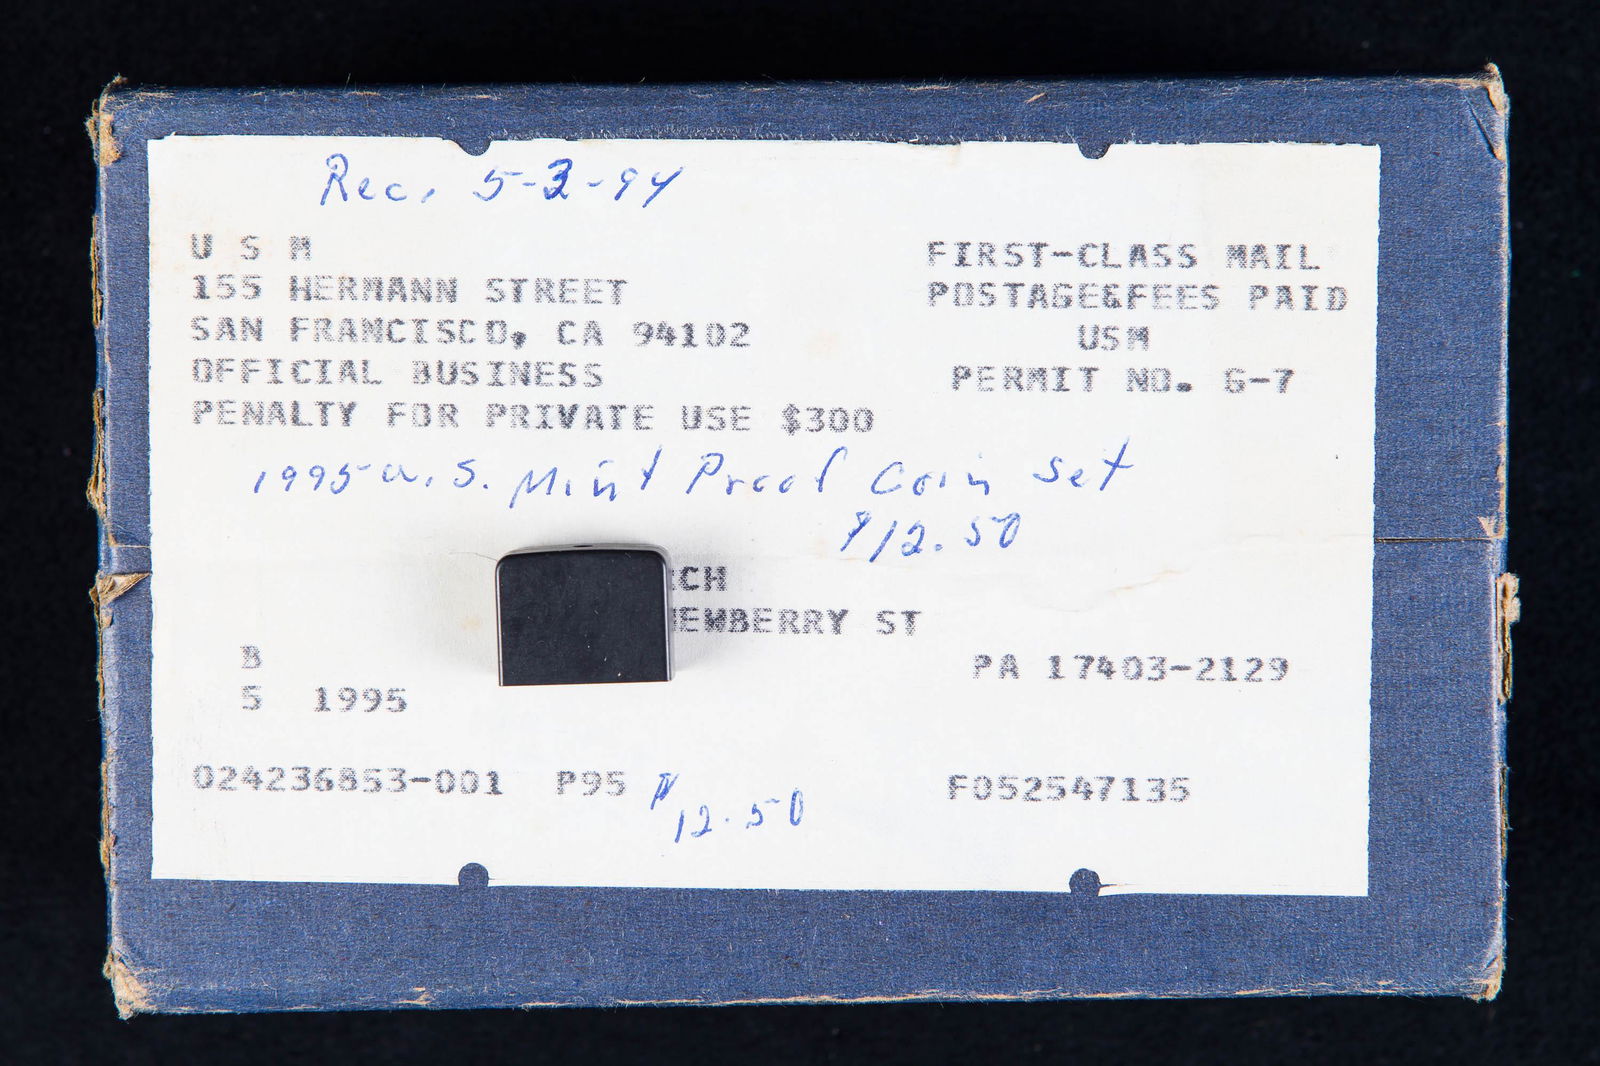 Rec. 5-3-94
U S M
155 HERMANN STREET
SAN FRANCISCO, CA 94102
OFFICIAL BUSINESS
PENALTY FOR PRIVATE USE $300
FIRST-CLASS MAIL
POSTAGE&FEES PAID
USM
PERMIT NO. G-7
1995 U.S. Mint Proof Coin Set
$12.50
CH
EWBERRY ST
B
PA 17403-2129
5 1995
024236853-001 P95
F052547135
$12.50